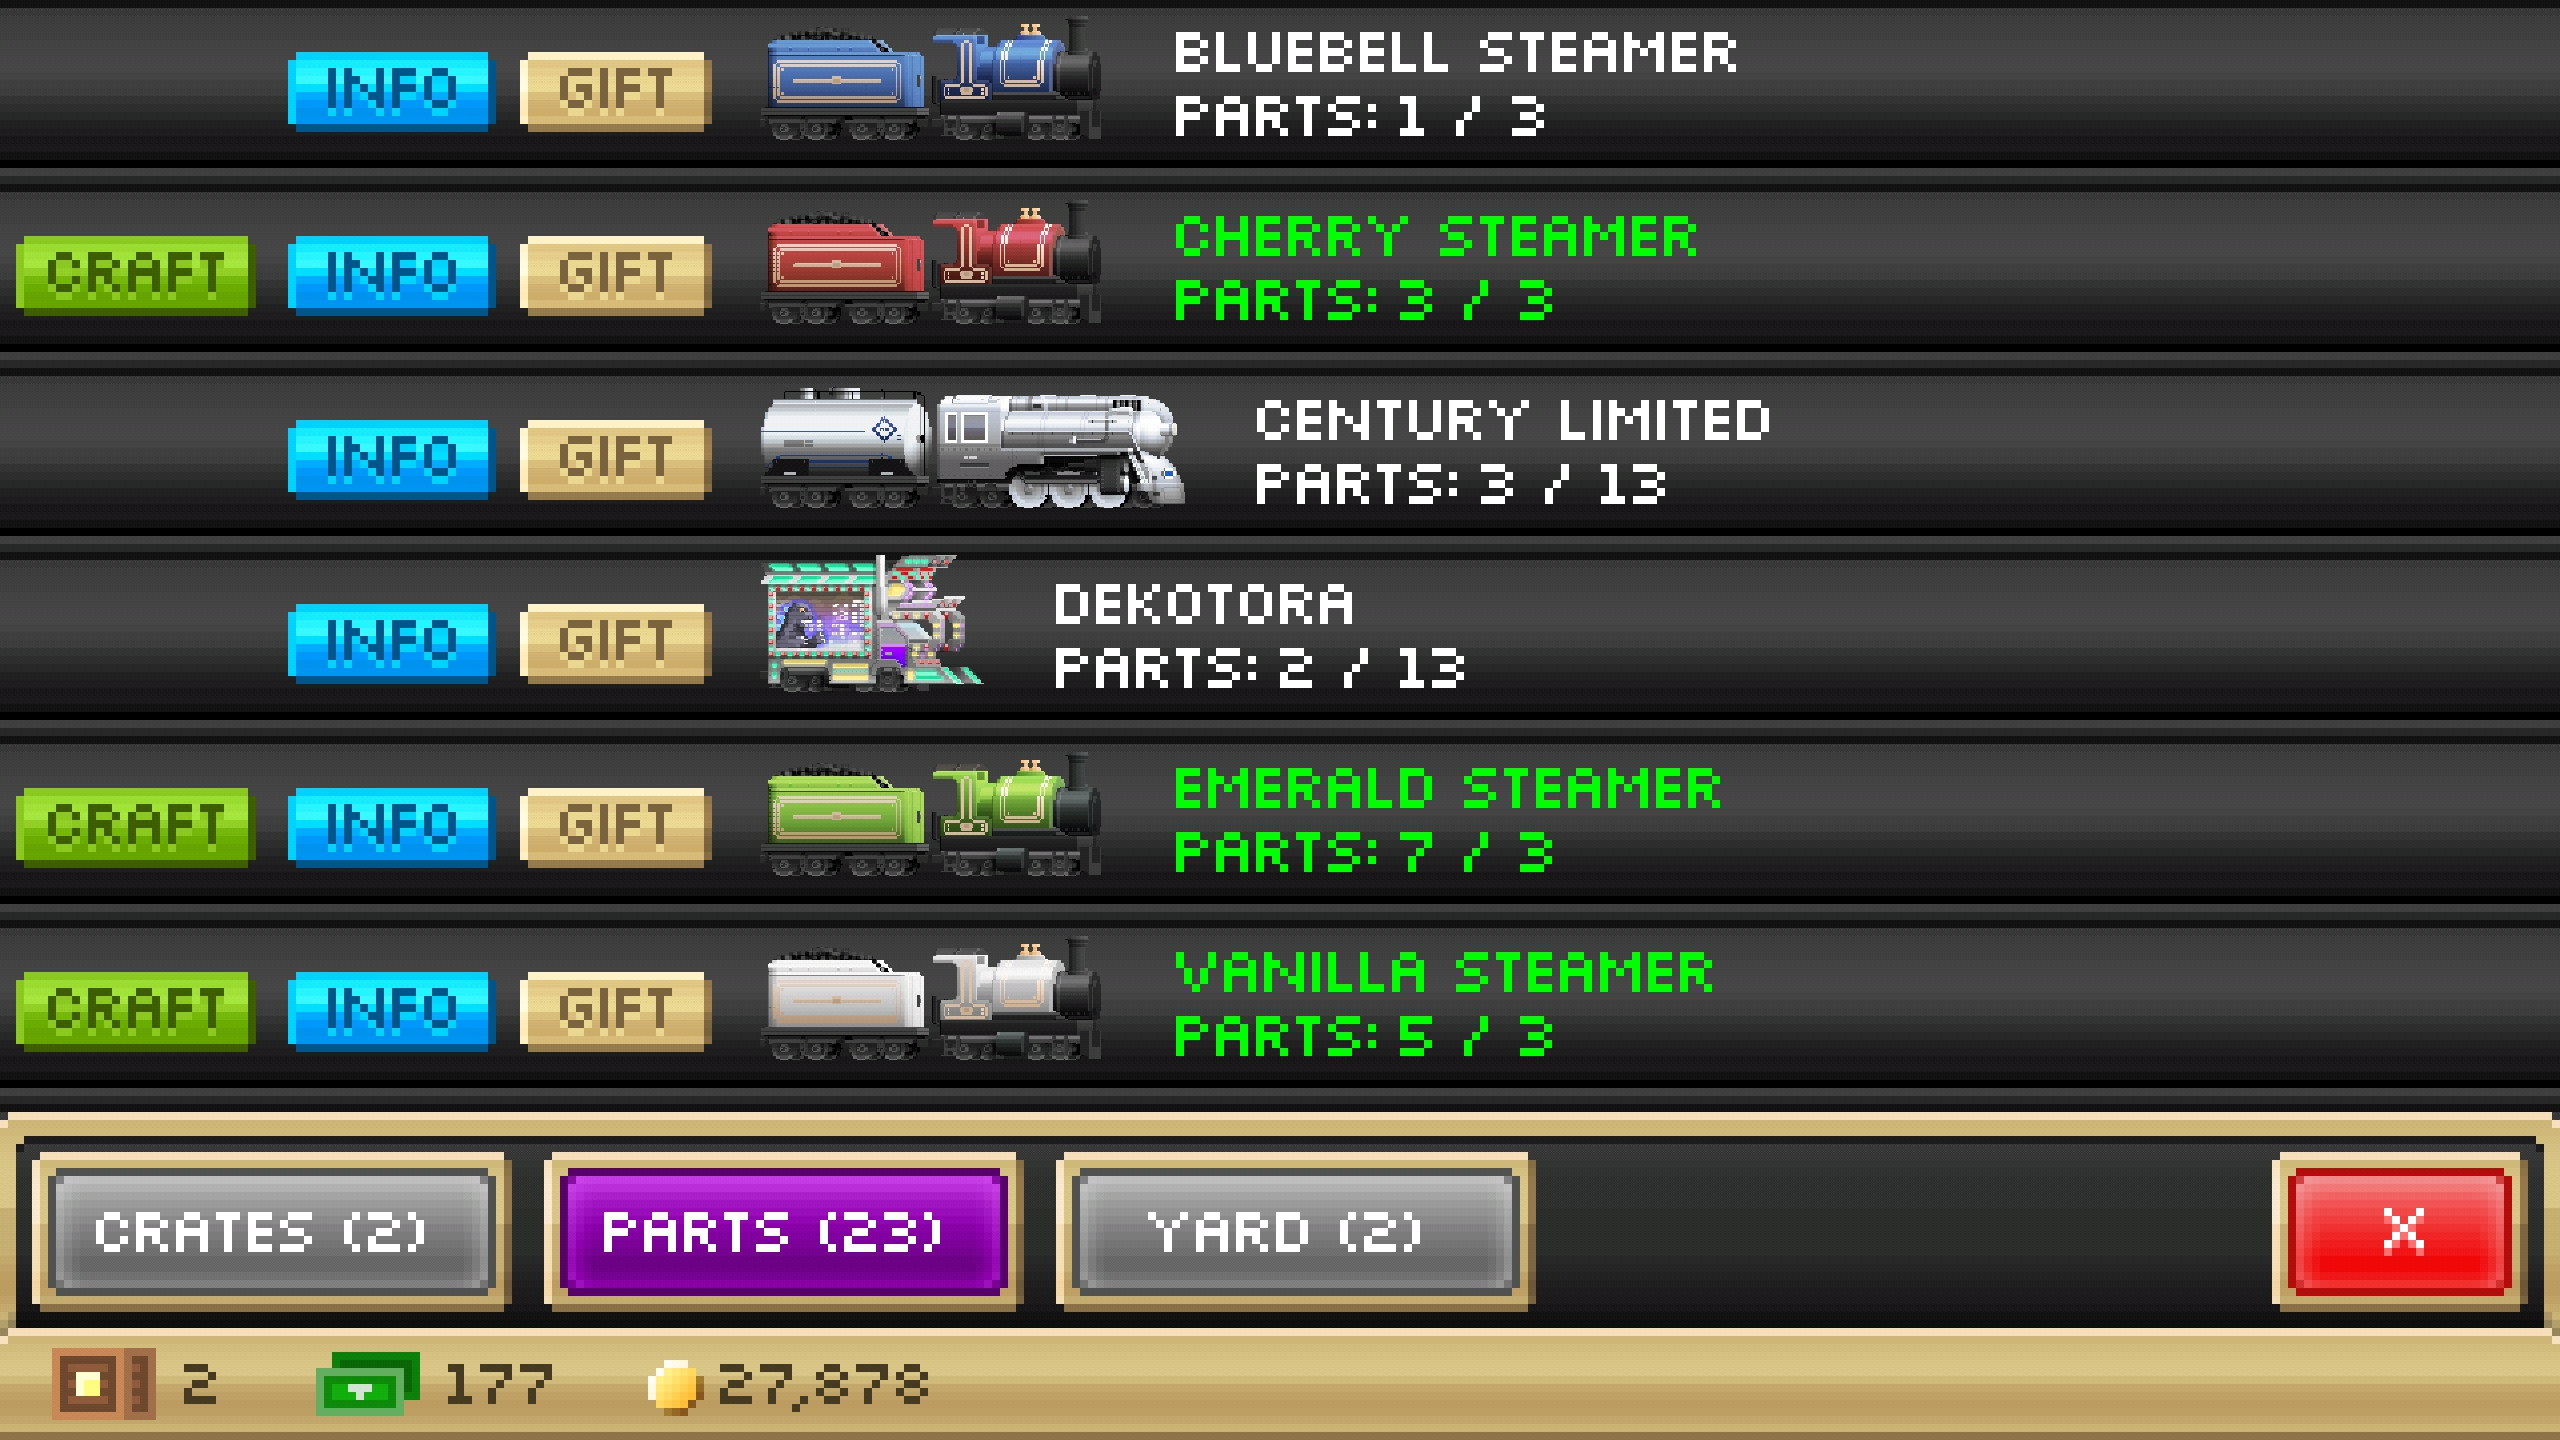 INFO GIFT BLUEBELL STEAMER
PARTS: 1 / 3
CRAFT INFO GIFT CHERRY STEAMER
PARTS: 3 / 3
INFO GIFT CENTURY LIMITED
PARTS: 3 / 13
INFO GIFT DEKOTORA
PARTS: 2 / 13
CRAFT INFO GIFT EMERALD STEAMER
PARTS: 7 / 3
CRAFT INFO GIFT VANILLA STEAMER
PARTS: 5 / 3
CRATES (2) PARTS (23) YARD (2) X
2 177 27,878